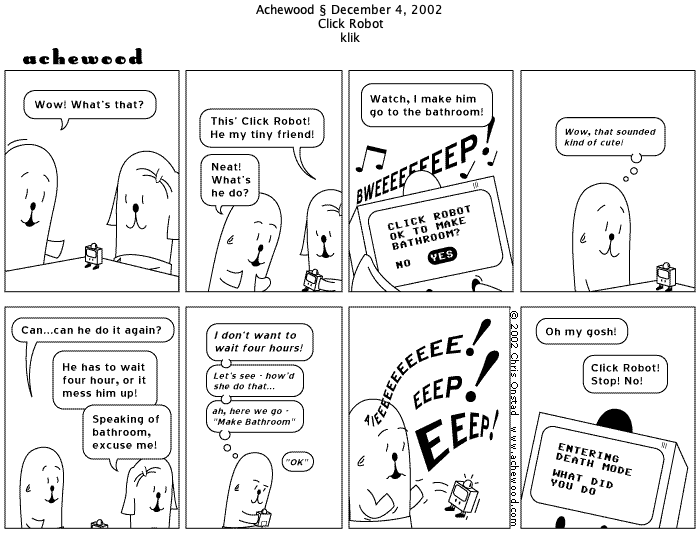 Achewood § December 4, 2002
Click Robot
klik
achewood
Wow! What's that?
This' Click Robot!
He my tiny friend!
Neat!
What's
he do?
Watch, I make him
go to the bathroom!
BWEEEEEEEEP!
CLICK ROBOT
OK TO MAKE
BATHROOM?
NO YES
Wow, that sounded
kind of cute!
Can...can he do it again?
He has to wait
four hour, or it
mess him up!
Speaking of
bathroom,
excuse me!
I don't want to
wait four hours!
Let's see - how'd
she do that...
ah, here we go -
"Make Bathroom"
"OK"
AIEEEEEEEEEEEE!
EEEP!
EEEP!
© 2002 Chris Onstad www.achewood.com
Oh my gosh!
Click Robot!
Stop! No!
ENTERING
DEATH MODE
WHAT DID
YOU DO